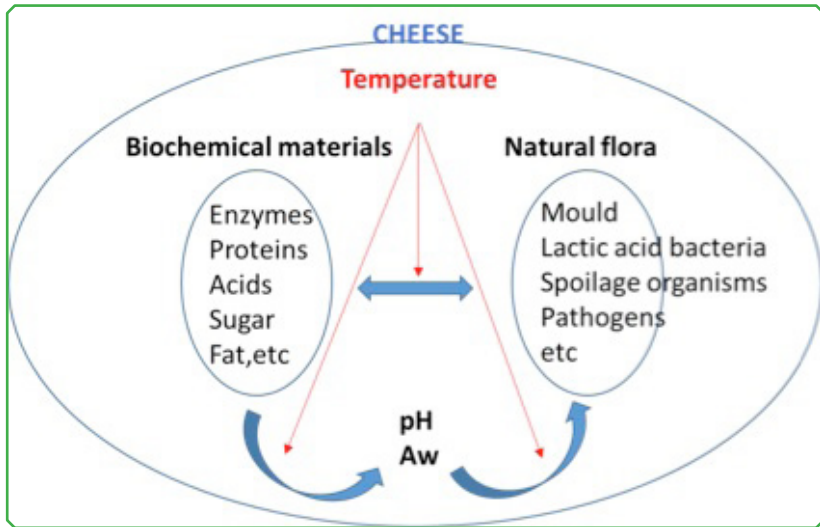 CHEESE
Temperature
Biochemical materials
Natural flora
Enzymes
Proteins
Acids
Sugar
Fat,etc
Mould
Lactic acid bacteria
Spoilage organisms
Pathogens
etc
pH
Aw